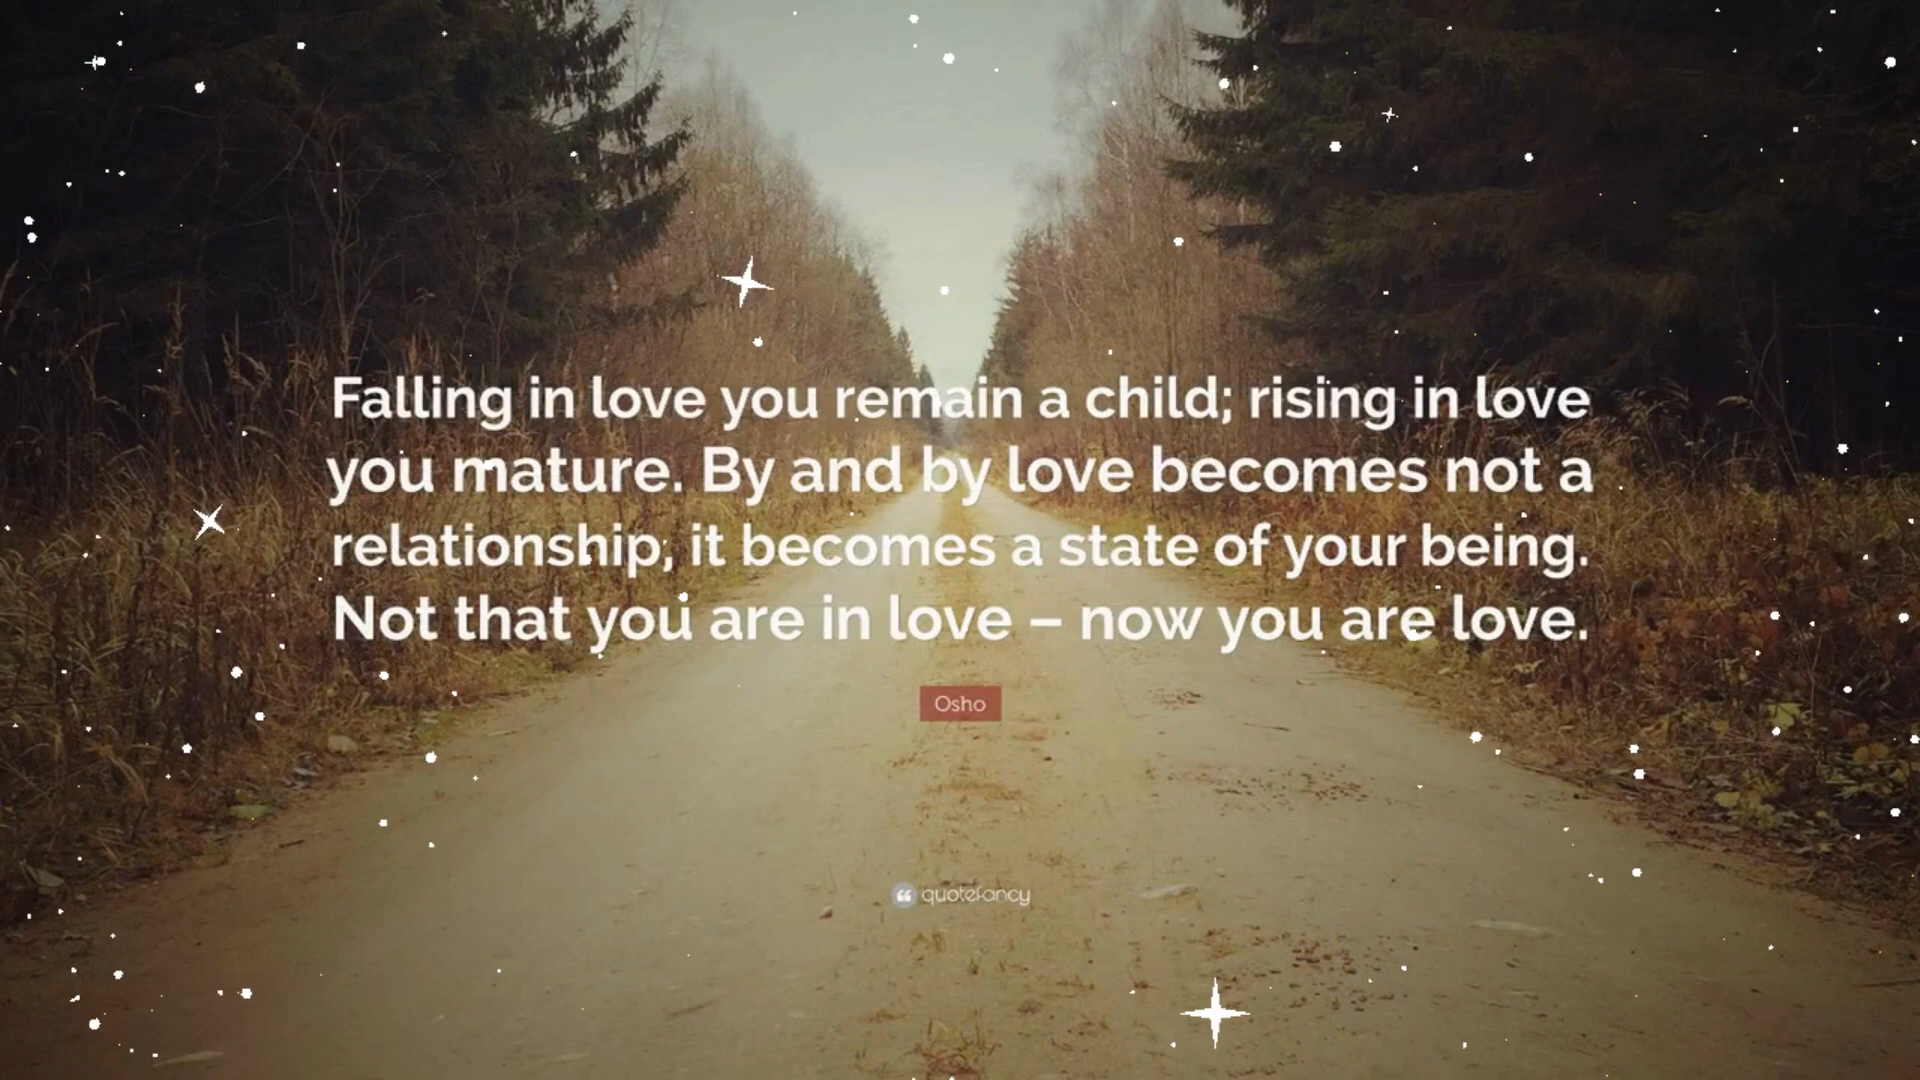 Falling in love you remain a child; rising in love
you mature. By and by love becomes not a
relationship, it becomes a state of your being.
Not that you are in love – now you are love.
Osho
quotefancy